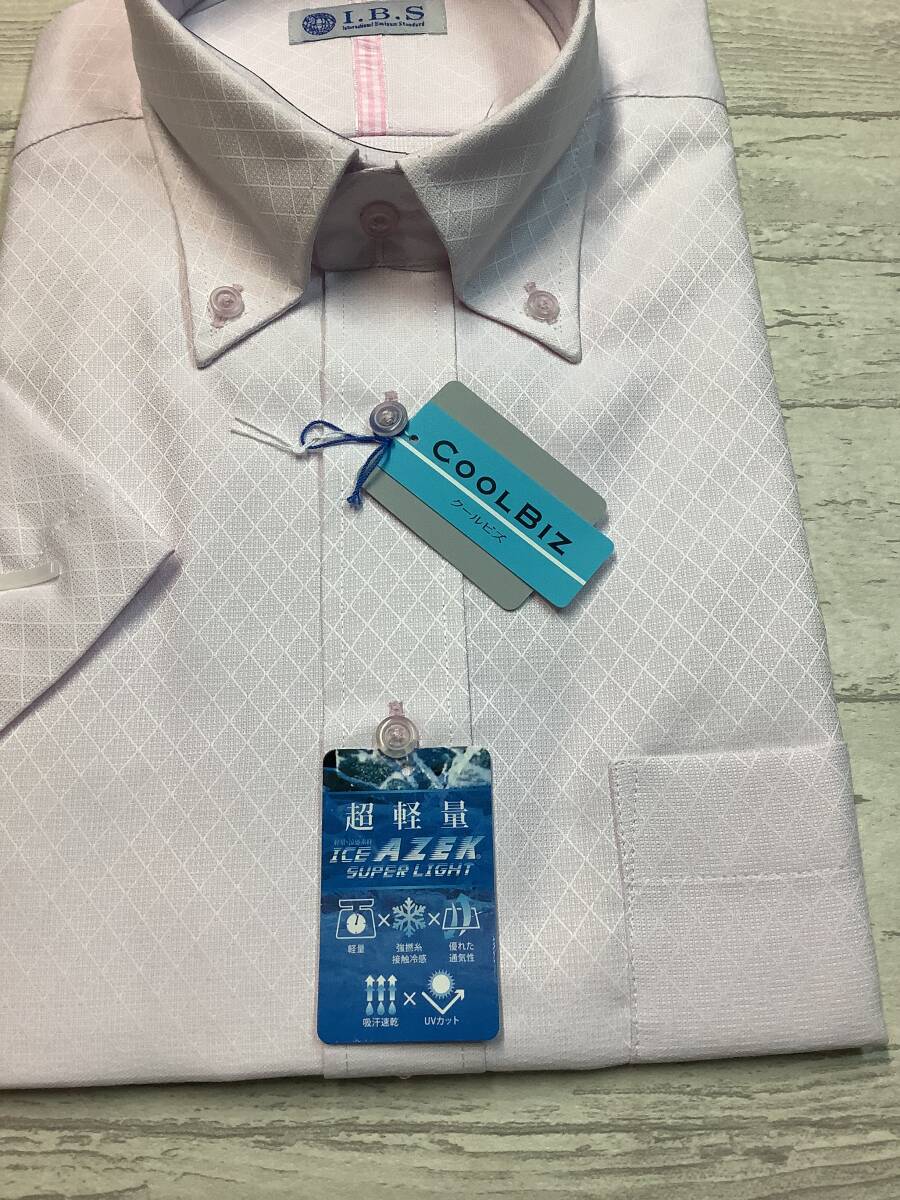 I.B.S
International Business Standard
COOLBIZ
クールビズ
超軽量
ICE AZEK®
SUPER LIGHT
軽量
強撚糸
接触冷感
優れた
通気性
吸汗速乾
UVカット